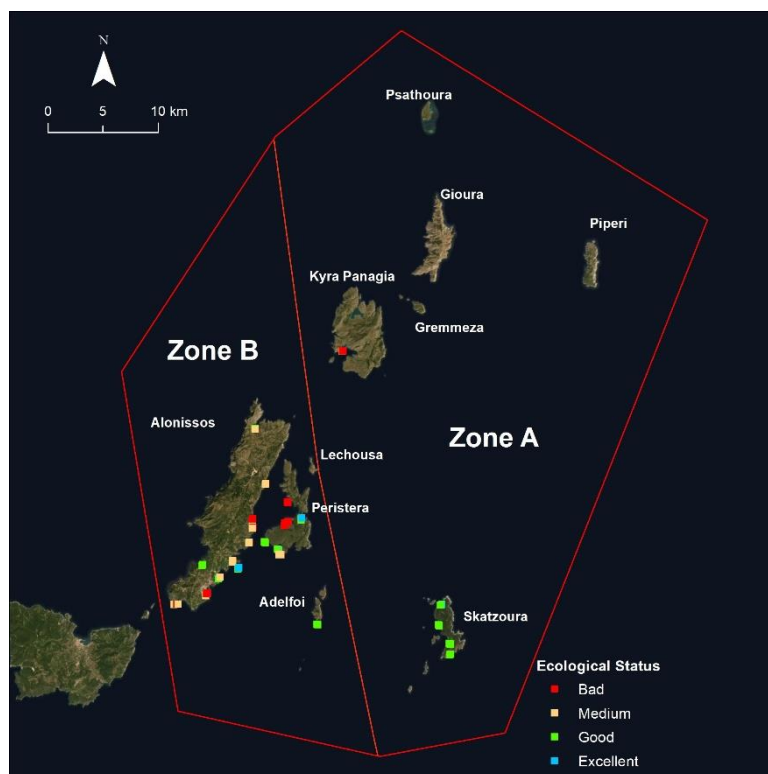 N
0 5 10 km
Psathoura
Gioura
Piperi
Kyra Panagia
Gremmeza
Zone B
Alonissos
Zone A
Lechousa
Peristera
Adelfoi
Skatzoura
Ecological Status
Bad
Medium
Good
Excellent